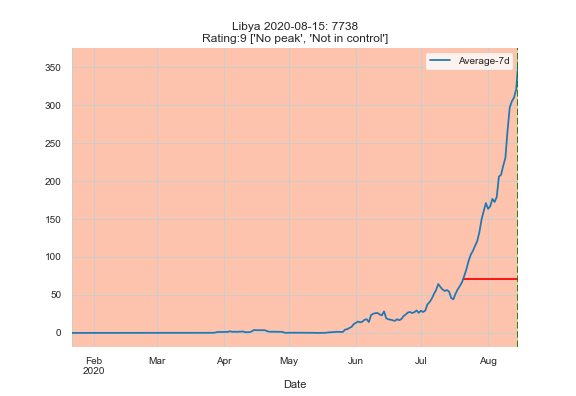 Libya 2020-08-15: 7738
Rating:9 ['No peak', 'Not in control']
Average-7d
350
300
250
200
150
100
50
0
Feb
2020
Mar
Apr
May
Jun
Jul
Aug
Date